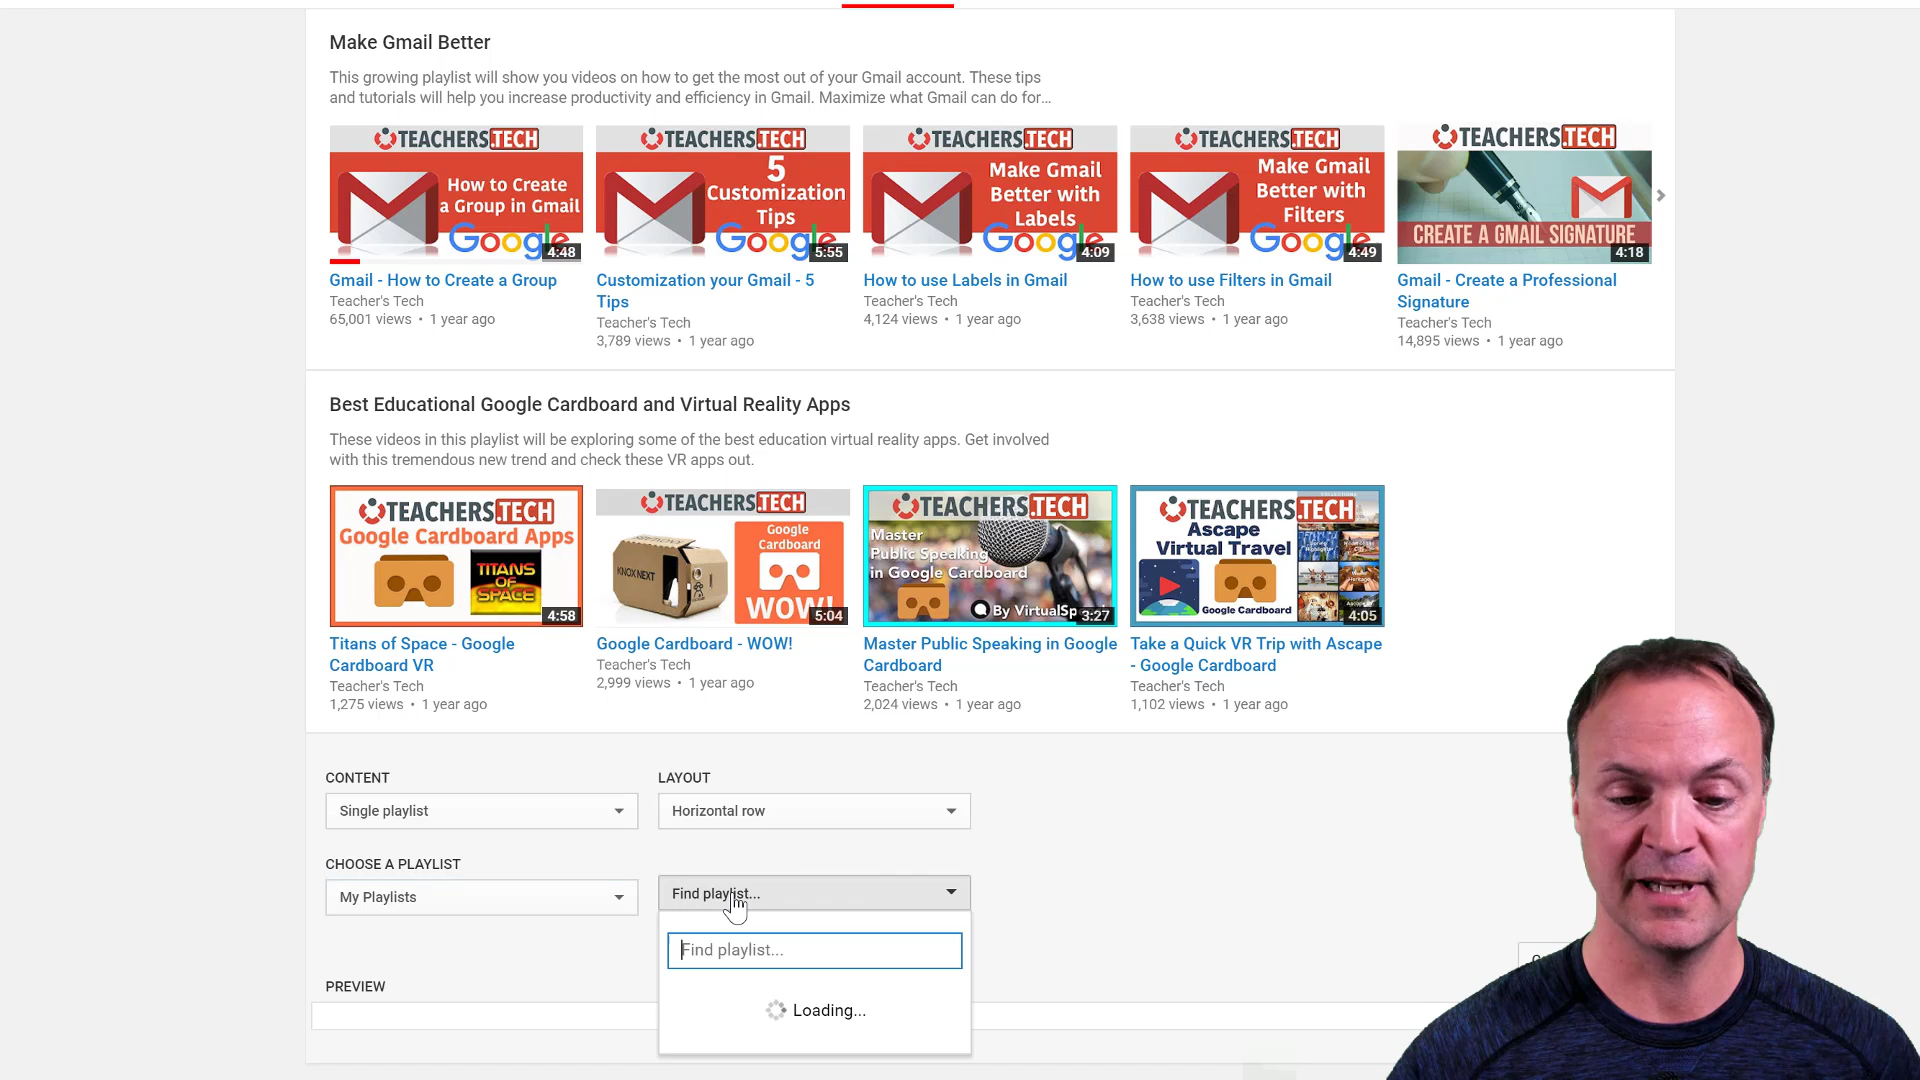 Make Gmail Better
This growing playlist will show you videos on how to get the most out of your Gmail account. These tips
and tutorials will help you increase productivity and efficiency in Gmail. Maximize what Gmail can do for...
TEACHERS.TECH
How to Create
a Group in Gmail
Google
4:48
TEACHERS.TECH
5
Customization
Tips
Google
5:55
TEACHERS.TECH
Make Gmail
Better with
Labels
Google
4:09
TEACHERS.TECH
Make Gmail
Better with
Filters
Google
4:49
TEACHERS.TECH
CREATE A GMAIL SIGNATURE
4:18
Gmail - How to Create a Group
Teacher's Tech
65,001 views • 1 year ago
Customization your Gmail - 5
Tips
Teacher's Tech
3,789 views • 1 year ago
How to use Labels in Gmail
Teacher's Tech
4,124 views • 1 year ago
How to use Filters in Gmail
Teacher's Tech
3,638 views • 1 year ago
Gmail - Create a Professional
Signature
Teacher's Tech
14,895 views • 1 year ago
Best Educational Google Cardboard and Virtual Reality Apps
These videos in this playlist will be exploring some of the best education virtual reality apps. Get involved
with this tremendous new trend and check these VR apps out.
TEACHERS.TECH
Google Cardboard Apps
TITANS
OF
SPACE
4:58
TEACHERS.TECH
KNOX NEXT
Google
Cardboard
WOW!
5:04
TEACHERS.TECH
Master
Public Speaking
in Google
Cardboard
By VirtualSp
3:27
TEACHERS.TECH
Ascape
Virtual Travel
Google Cardboard
4:05
Titans of Space - Google
Cardboard VR
Teacher's Tech
1,275 views • 1 year ago
Google Cardboard - WOW!
Teacher's Tech
2,999 views • 1 year ago
Master Public Speaking in Google
Cardboard
Teacher's Tech
2,024 views • 1 year ago
Take a Quick VR Trip with Ascape
- Google Cardboard
Teacher's Tech
1,102 views • 1 year ago
CONTENT
Single playlist
LAYOUT
Horizontal row
CHOOSE A PLAYLIST
My Playlists
Find playlist...
Find playlist...
Loading...
PREVIEW